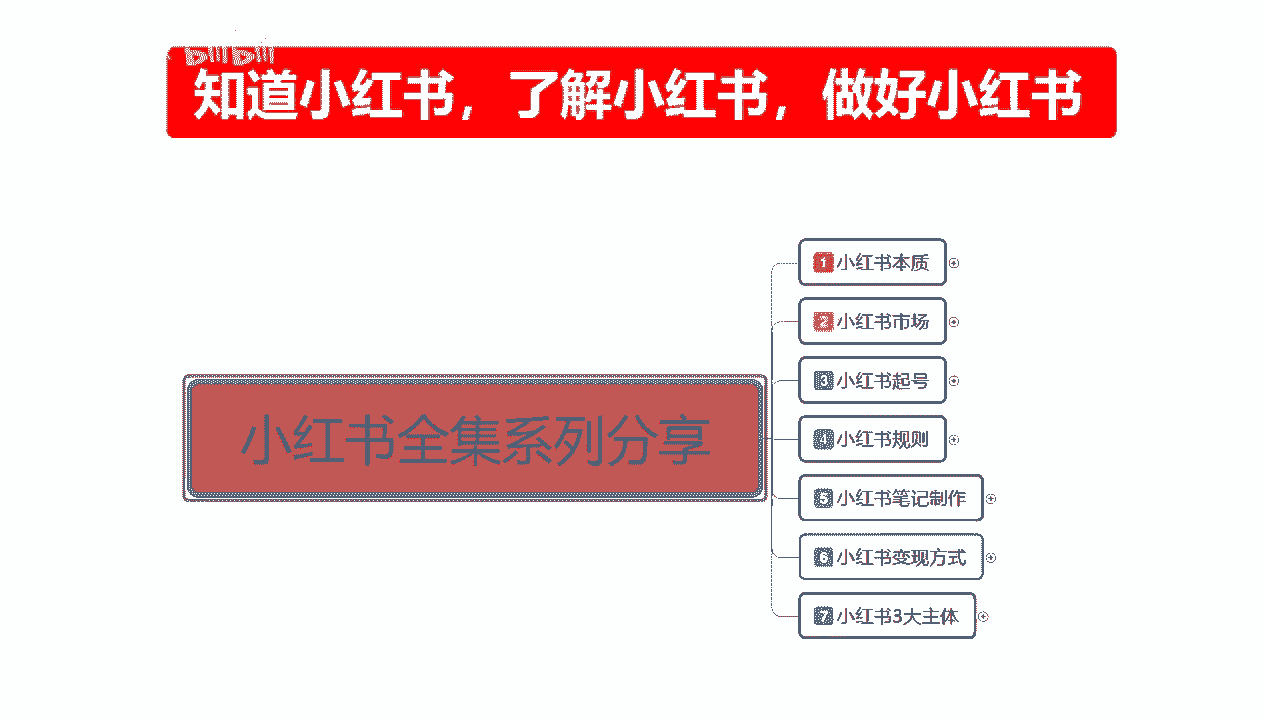 bilibili
知道小红书，了解小红书，做好小红书
小红书全集系列分享
1 小红书本质
2 小红书市场
3 小红书起号
4 小红书规则
5 小红书笔记制作
6 小红书变现方式
7 小红书3大主体